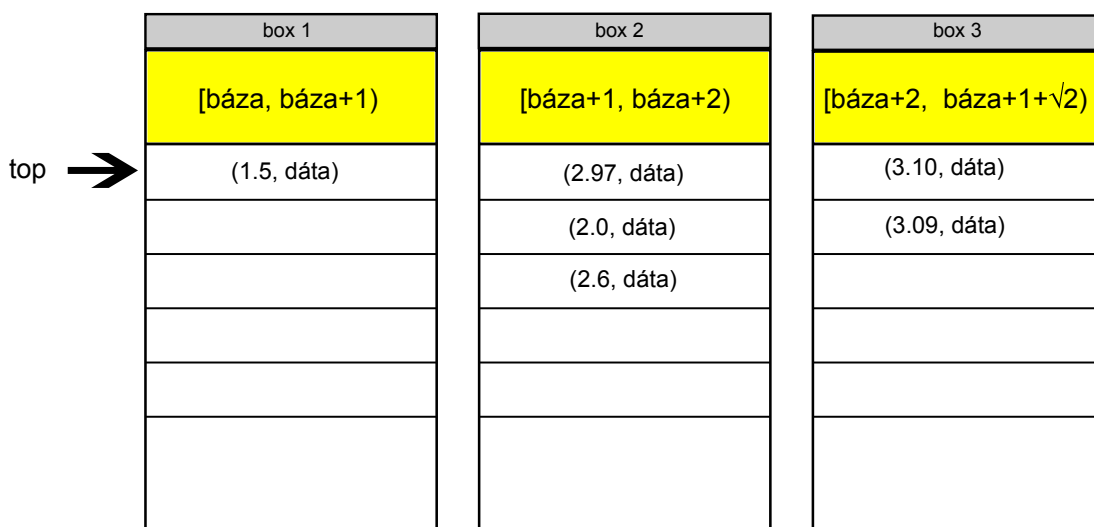 box 1
box 2
box 3
[báza, báza+1)
[báza+1, báza+2)
[báza+2, báza+1+√2)
top
(1.5, dáta)
(2.97, dáta)
(3.10, dáta)
(2.0, dáta)
(3.09, dáta)
(2.6, dáta)